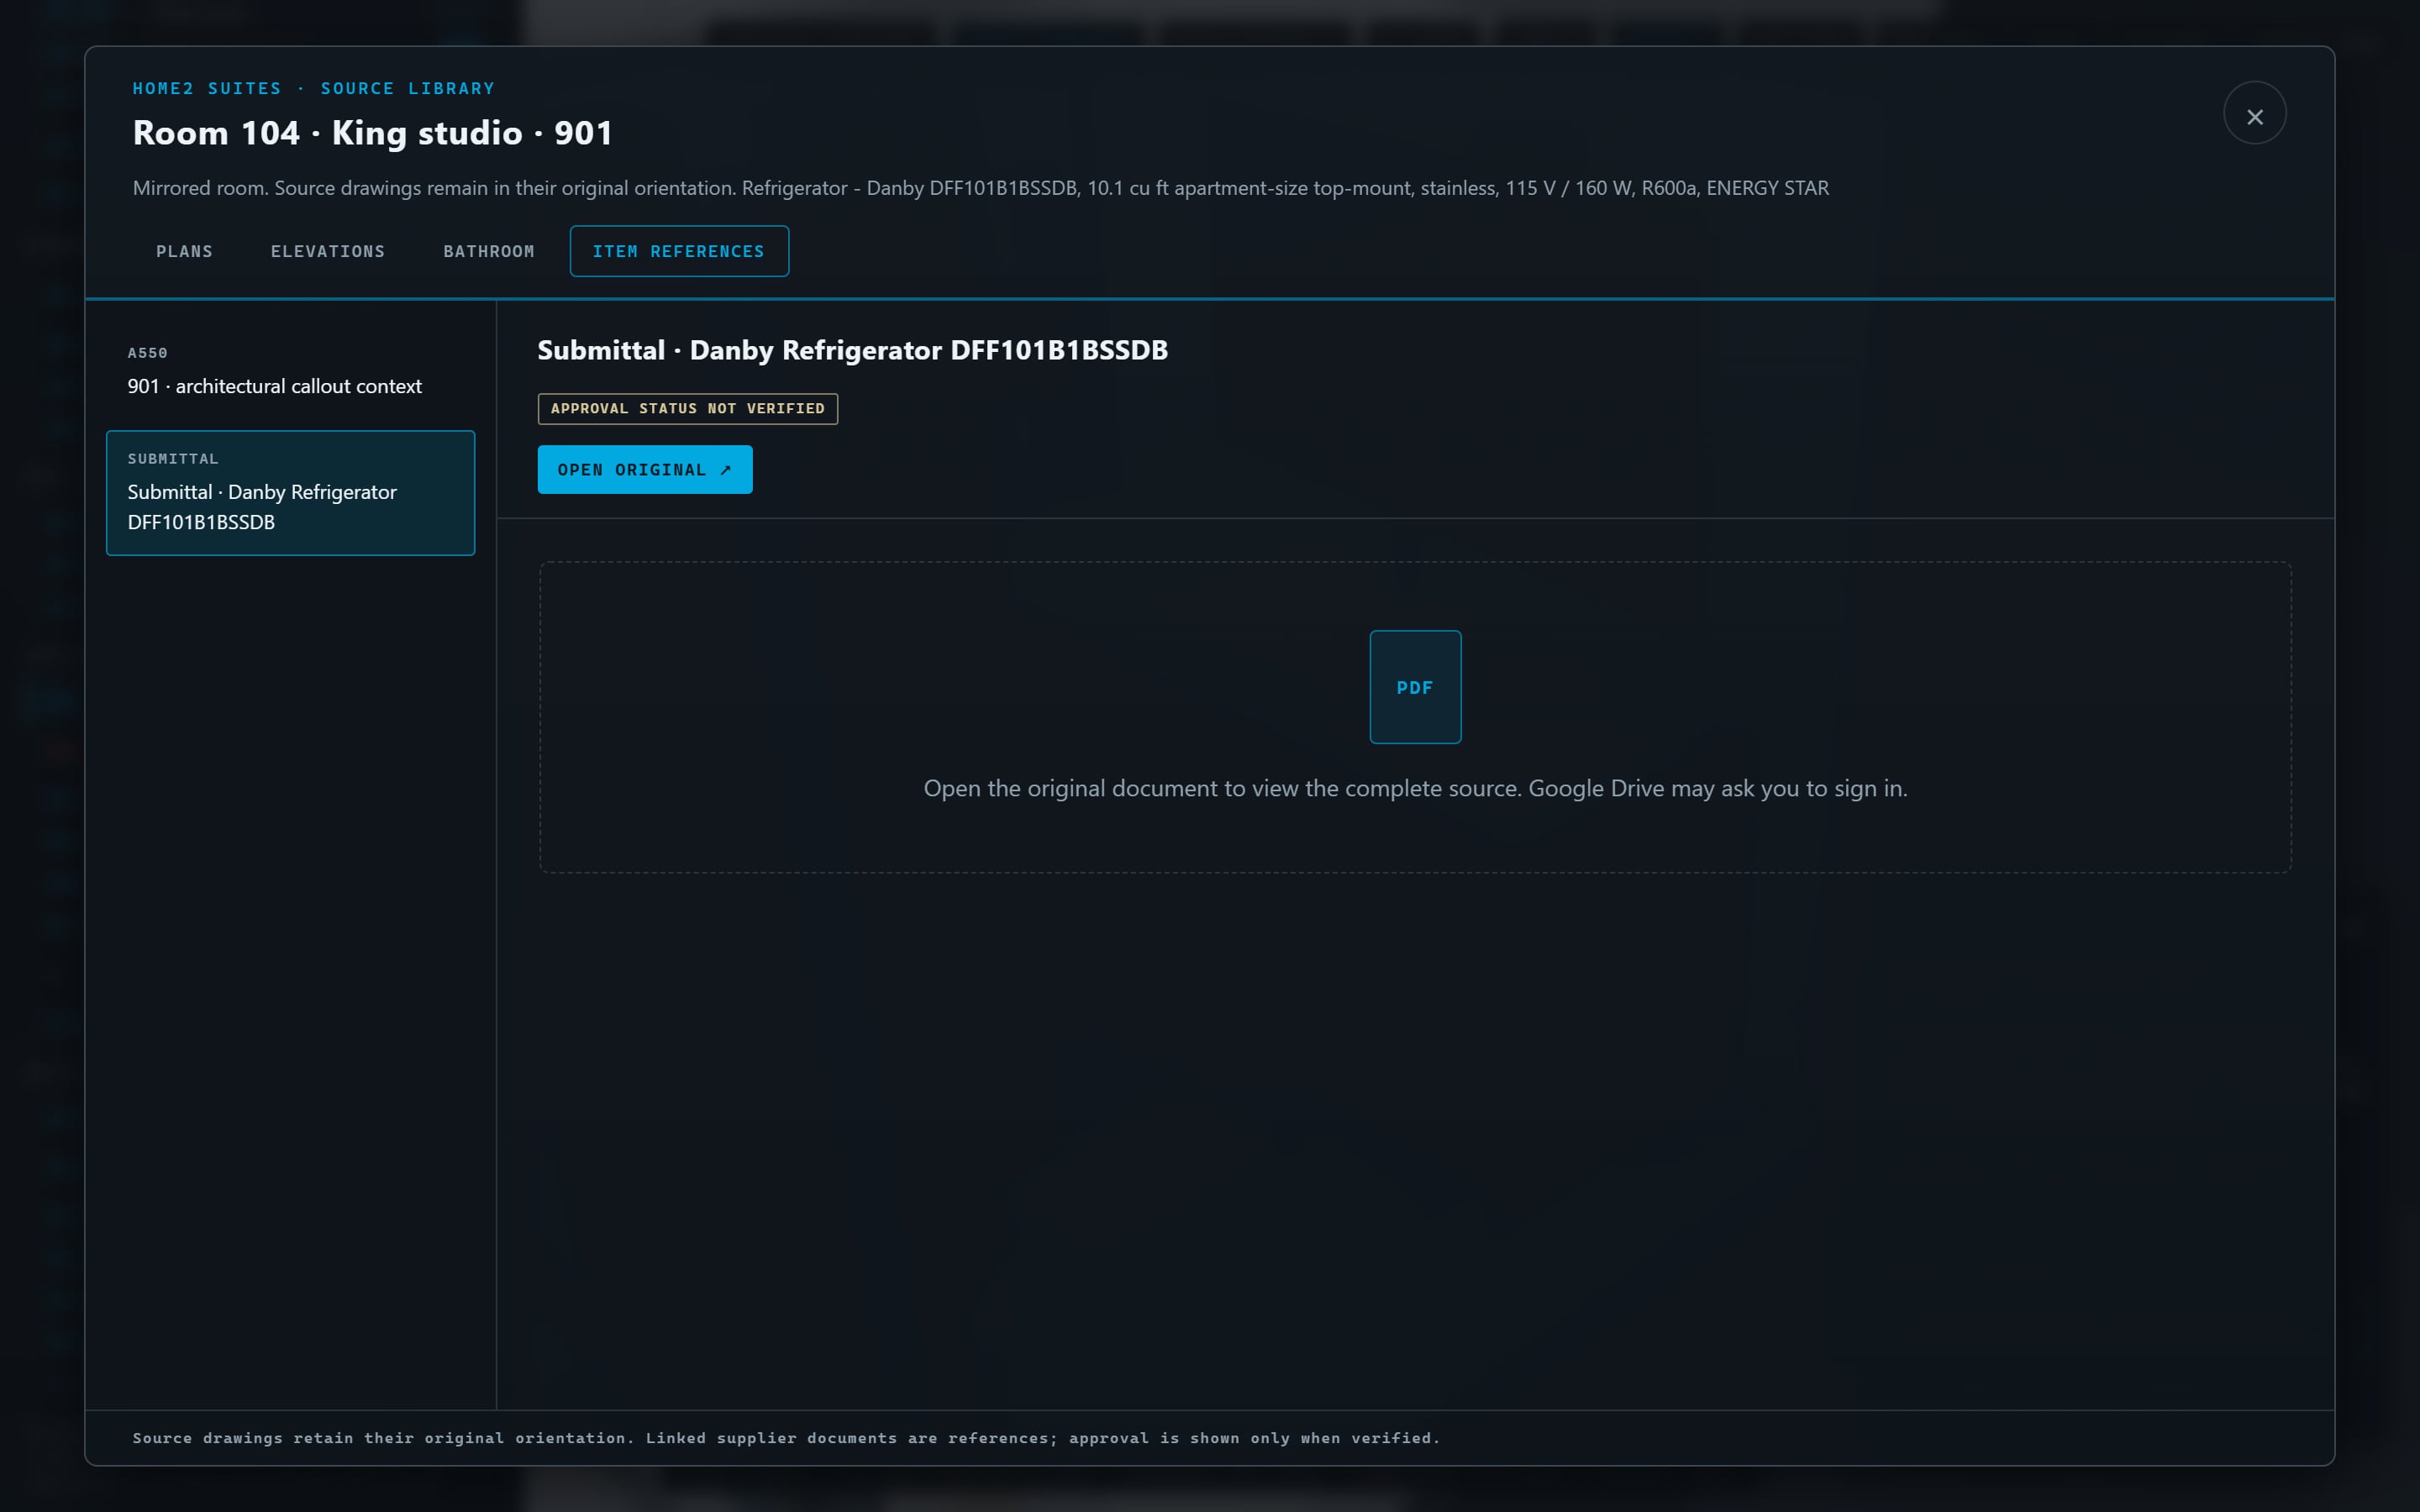 HOME2 SUITES · SOURCE LIBRARY
Room 104 · King studio · 901
Mirrored room. Source drawings remain in their original orientation. Refrigerator - Danby DFF101B1BSSDB, 10.1 cu ft apartment-size top-mount, stainless, 115 V / 160 W, R600a, ENERGY STAR
PLANS ELEVATIONS BATHROOM ITEM REFERENCES
A550
901 · architectural callout context
SUBMITTAL
Submittal · Danby Refrigerator
DFF101B1BSSDB
Submittal · Danby Refrigerator DFF101B1BSSDB
APPROVAL STATUS NOT VERIFIED
OPEN ORIGINAL ↗
PDF
Open the original document to view the complete source. Google Drive may ask you to sign in.
Source drawings retain their original orientation. Linked supplier documents are references; approval is shown only when verified.